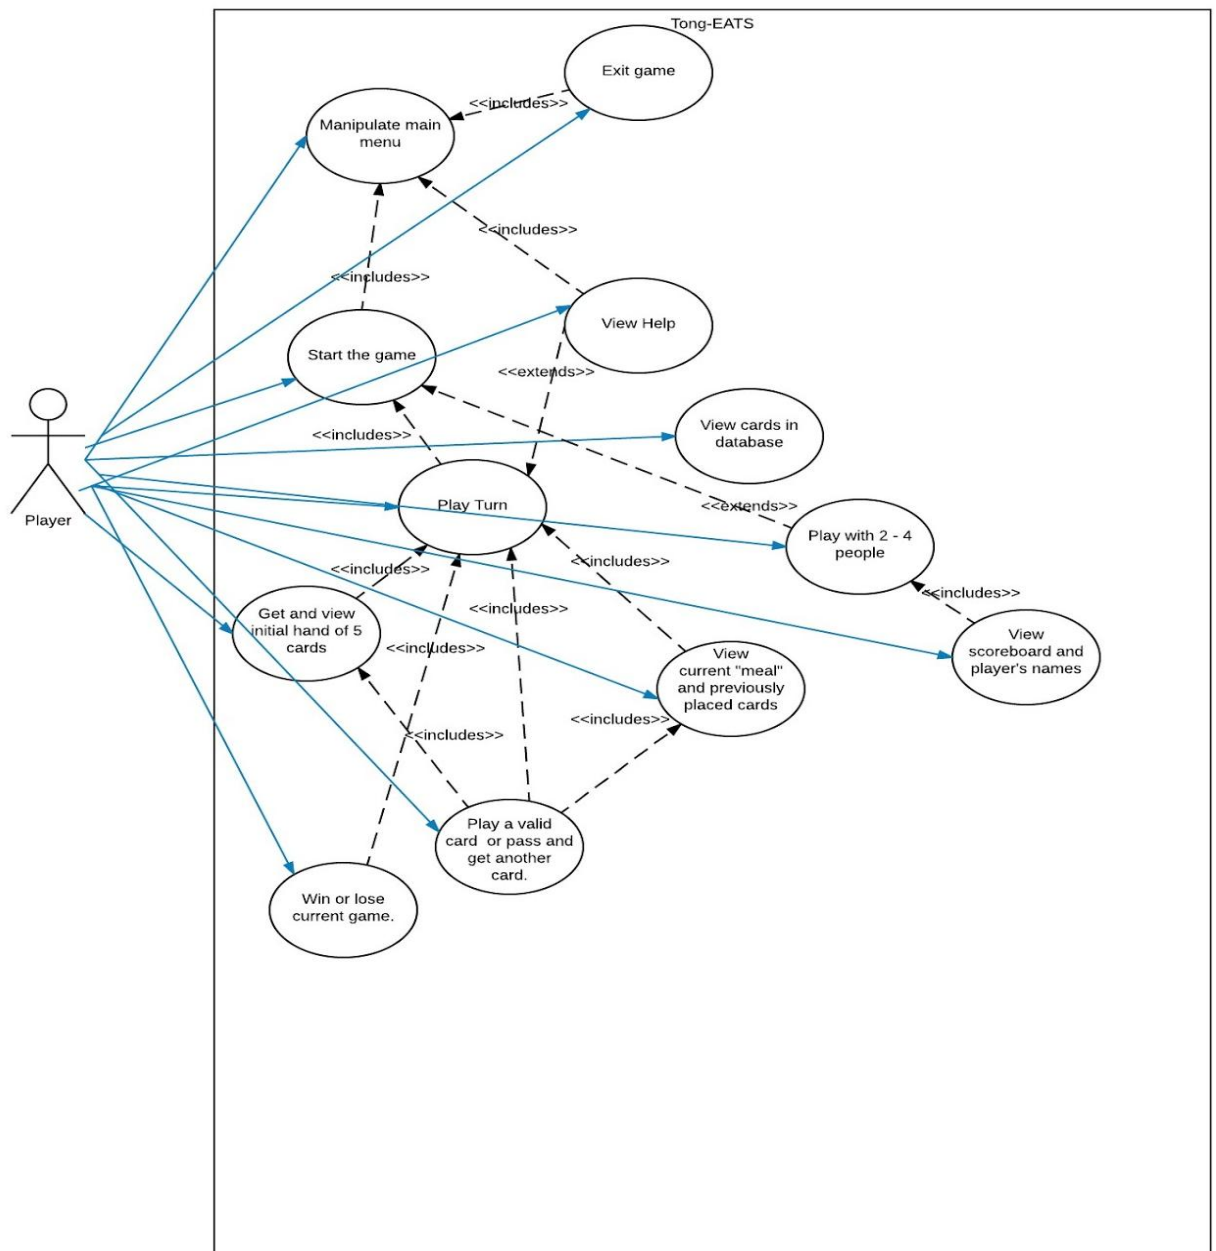 Tong-EATS
Exit game
<<includes>>
Manipulate main
menu
<<includes>>
<<includes>>
View Help
Start the game
<<extends>>
View cards in
database
<<includes>>
Player
Play Turn
<<extends>>
Play with 2 - 4
people
<<includes>>
<<includes>>
<<includes>>
Get and view
initial hand of 5
cards
<<includes>>
<<includes>>
View
scoreboard and
player's names
View
current "meal"
and previously
placed cards
<<includes>>
<<includes>>
Play a valid
card  or pass and
get another
card.
Win or lose
current game.